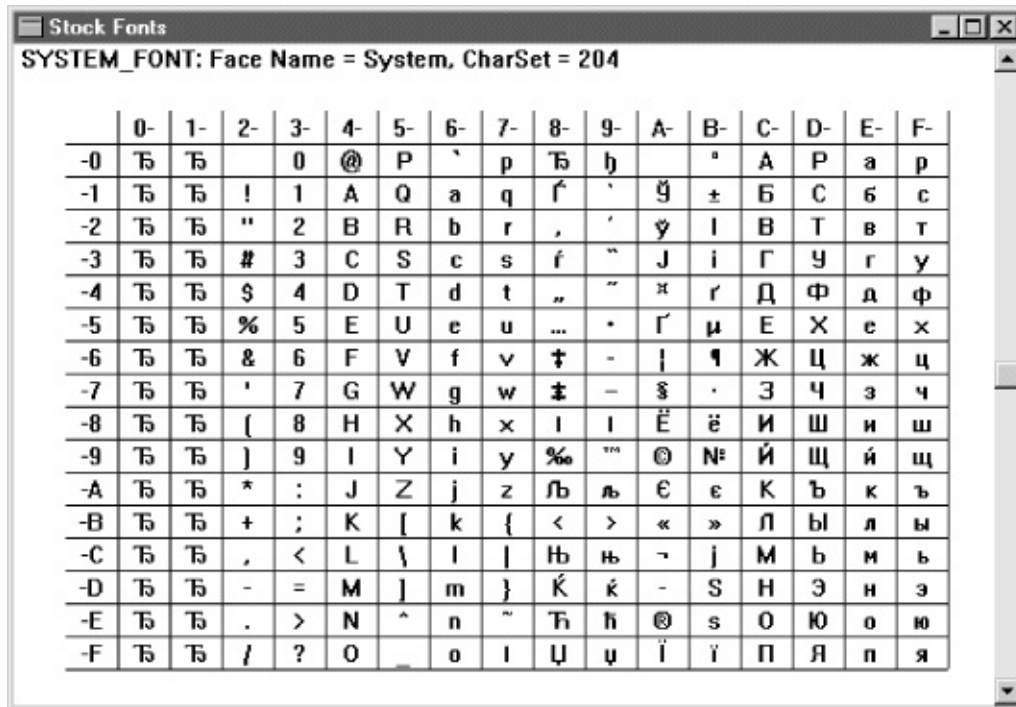 Stock Fonts
SYSTEM_FONT: Face Name = System, CharSet = 204
0- 1- 2- 3- 4- 5- 6- 7- 8- 9- A- B- C- D- E- F-
-0 Ђ Ђ 0 @ P ` p Ђ ђ ° А Р а р
-1 Ђ Ђ ! 1 A Q a q Ѓ ‘ Ў ± Б С б с
-2 Ђ Ђ " 2 B R b r ‚ ’ ў І В Т в т
-3 Ђ Ђ # 3 C S c s ѓ “ Ј і Г У г у
-4 Ђ Ђ $ 4 D T d t „ ” ¤ ґ Д Ф д ф
-5 Ђ Ђ % 5 E U e u … • Ґ µ Е Х е х
-6 Ђ Ђ & 6 F V f v ‡ - ¦ ¶ Ж Ц ж ц
-7 Ђ Ђ ' 7 G W g w ‡ – § · З Ч з ч
-8 Ђ Ђ ( 8 H X h x I I Ё ё И Ш и ш
-9 Ђ Ђ ) 9 I Y i y ‰ ™ © № Й Щ й щ
-A Ђ Ђ * : J Z j z Љ љ Є є К Ъ к ъ
-B Ђ Ђ + ; K [ k { < > « » Л Ы л ы
-C Ђ Ђ , < L \ l | Њ њ ¬ ј М Ь м ь
-D Ђ Ђ - = M ] m } Ќ ќ - Ѕ Н Э н э
-E Ђ Ђ . > N ^ n ~ Ћ ћ ® ѕ О Ю о ю
-F Ђ Ђ / ? O _ o I Џ џ Ї ї П Я п я